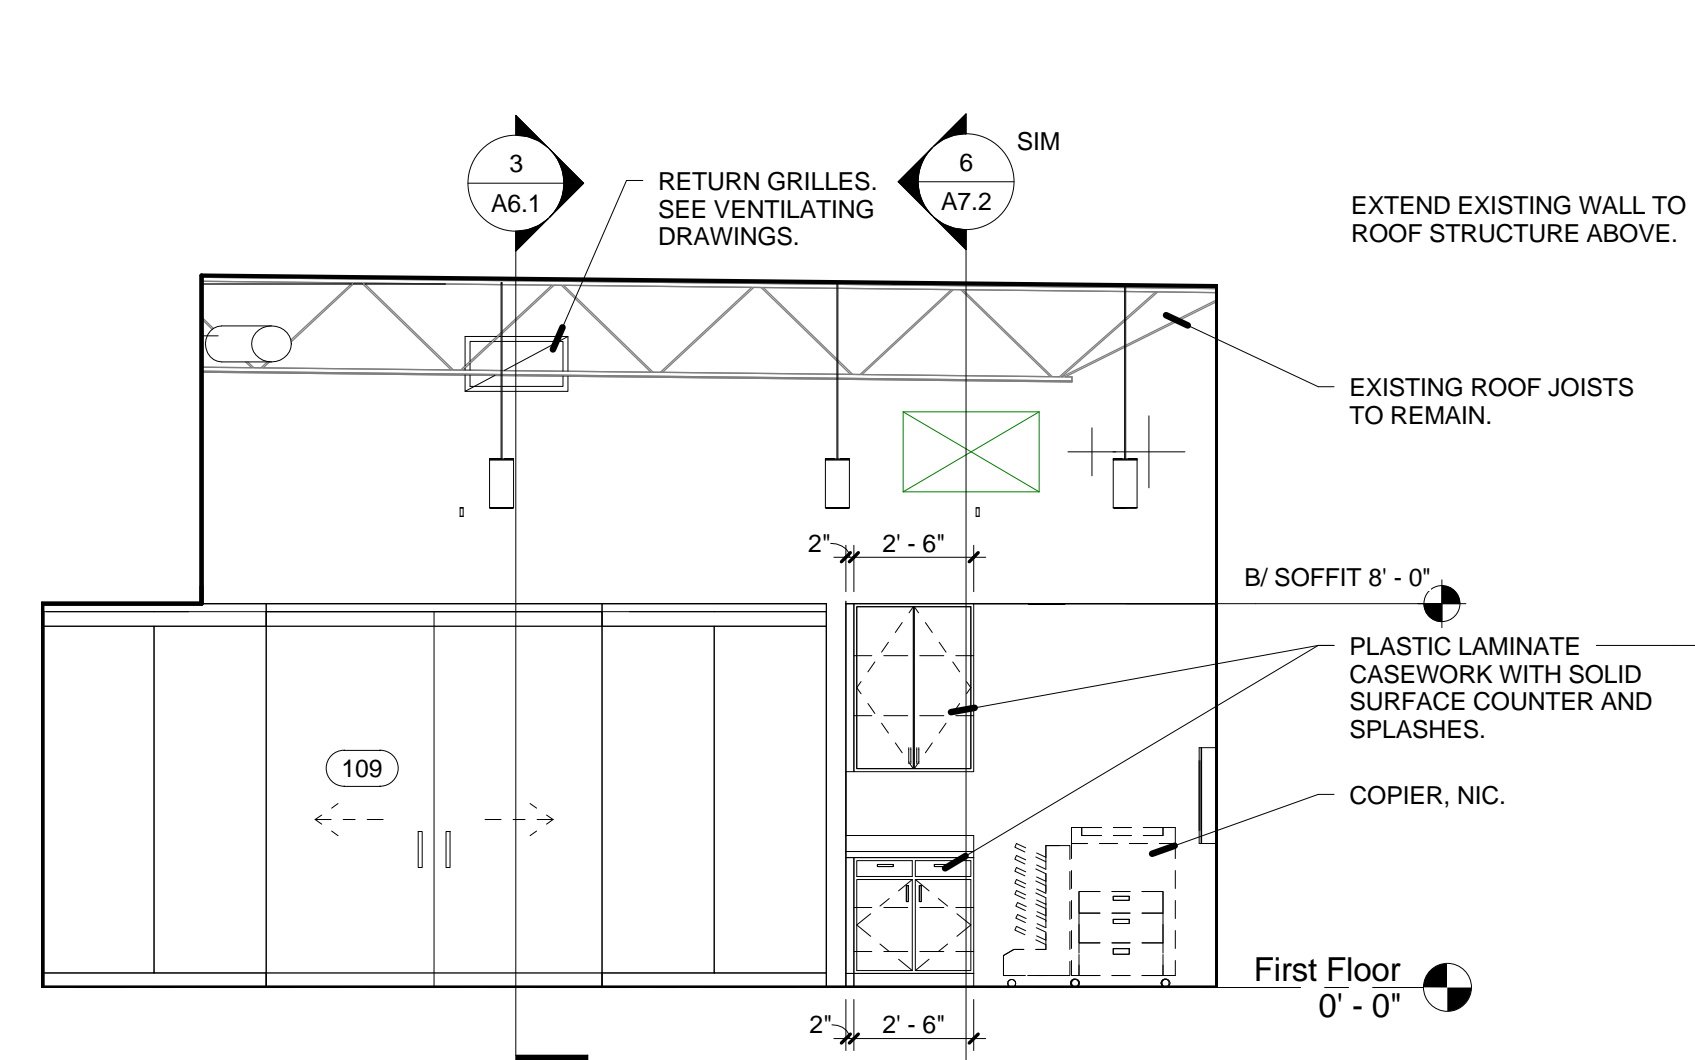 SIM
3
A6.1
6
A7.2
RETURN GRILLES.
SEE VENTILATING
DRAWINGS.
EXTEND EXISTING WALL TO
ROOF STRUCTURE ABOVE.
EXISTING ROOF JOISTS
TO REMAIN.
2" 2' - 6"
B/ SOFFIT 8' - 0"
PLASTIC LAMINATE
CASEWORK WITH SOLID
SURFACE COUNTER AND
SPLASHES.
109
COPIER, NIC.
First Floor
0' - 0"
2" 2' - 6"